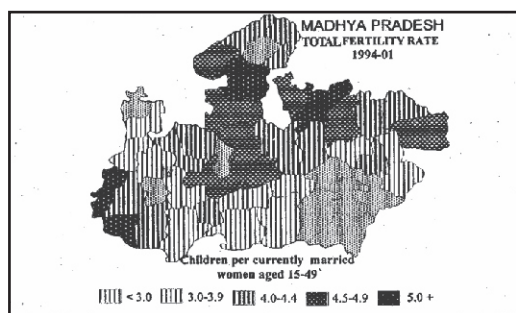 MADHYA PRADESH
TOTAL FERTILITY RATE
1994-01
Children per currently married
women aged 15-49`
< 3.0 3.0-3.9 4.0-4.4 4.5-4.9 5.0 +